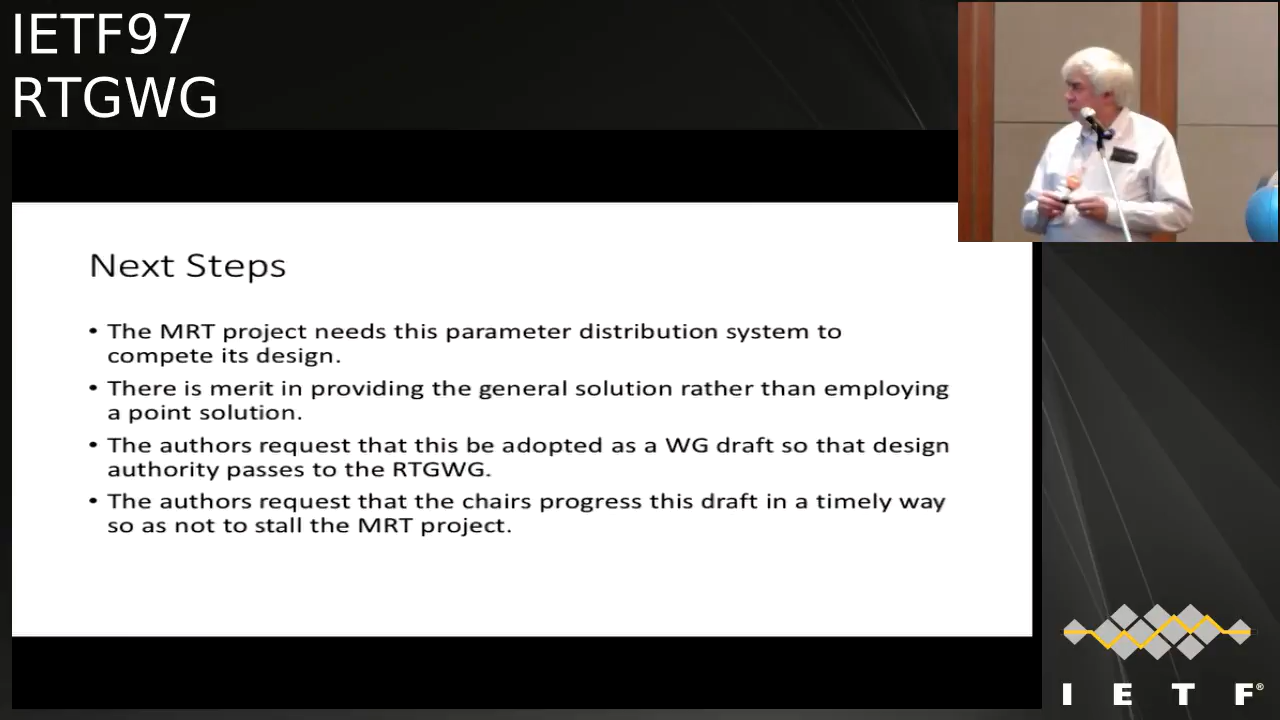 IETF97
RTGWG
Next Steps
• The MRT project needs this parameter distribution system to
compete its design.
• There is merit in providing the general solution rather than employing
a point solution.
• The authors request that this be adopted as a WG draft so that design
authority passes to the RTGWG.
• The authors request that the chairs progress this draft in a timely way
so as not to stall the MRT project.
I E T F®